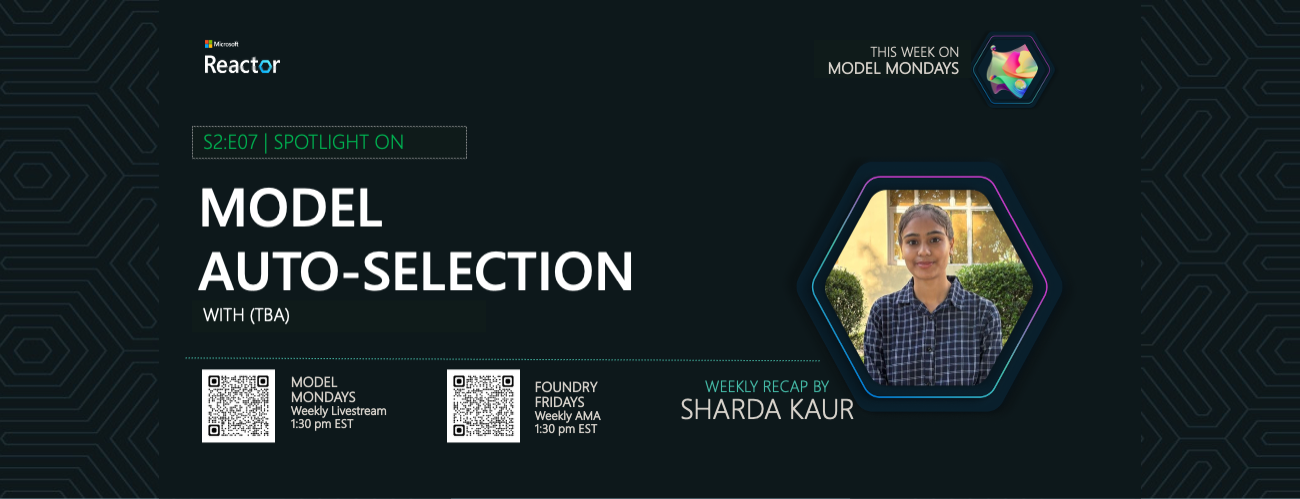 Microsoft
Reactor
THIS WEEK ON
MODEL MONDAYS
S2:E07 | SPOTLIGHT ON
MODEL
AUTO-SELECTION
WITH (TBA)
MODEL
MONDAYS
Weekly Livestream
1:30 pm EST
FOUNDRY
FRIDAYS
Weekly AMA
1:30 pm EST
WEEKLY RECAP BY
SHARDA KAUR